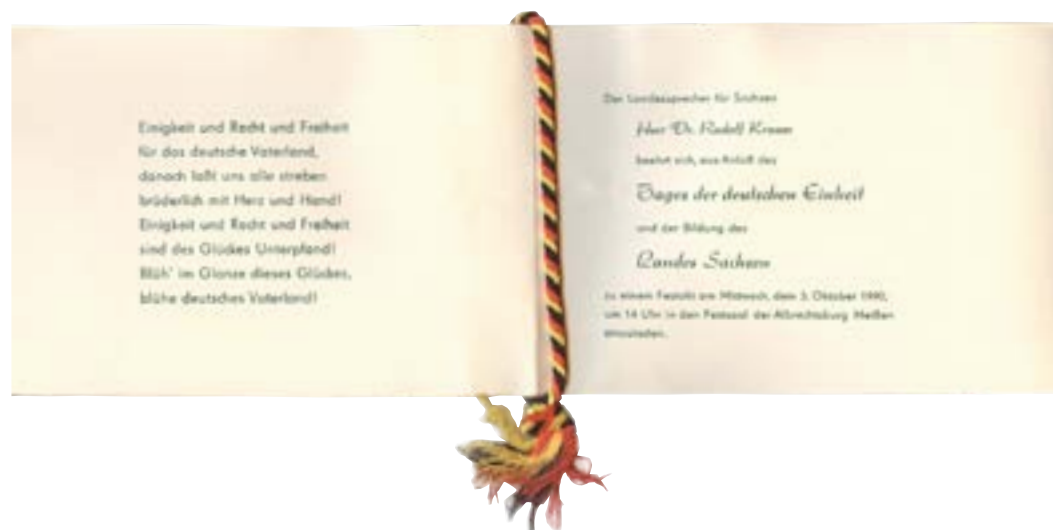 Einigkeit und Recht und Freiheit
für das deutsche Vaterland,
danach laßt uns alle streben
brüderlich mit Herz und Hand!
Einigkeit und Recht und Freiheit
sind des Glückes Unterpfand!
Blüh' im Glanze dieses Glückes,
blühe deutsches Vaterland!
Der Landessprecher für Sachsen
Herr Dr. Rudolf Krause
beehrt sich, aus Anlaß des
Tages der deutschen Einheit
und der Bildung des
Landes Sachsen
zu einem Festakt am Mittwoch, dem 3. Oktober 1990,
um 14 Uhr in den Festsaal der Albrechtsburg Meißen
einzuladen.